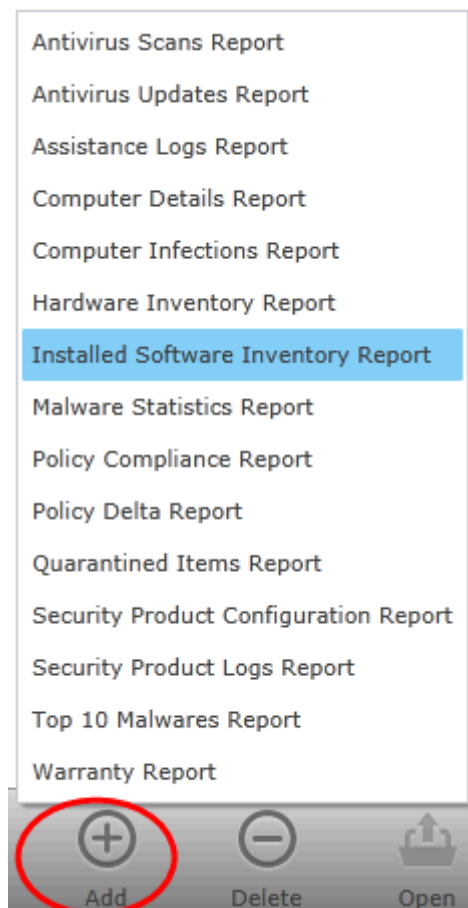 Antivirus Scans Report
Antivirus Updates Report
Assistance Logs Report
Computer Details Report
Computer Infections Report
Hardware Inventory Report
Installed Software Inventory Report
Malware Statistics Report
Policy Compliance Report
Policy Delta Report
Quarantined Items Report
Security Product Configuration Report
Security Product Logs Report
Top 10 Malwares Report
Warranty Report
Add Delete Open